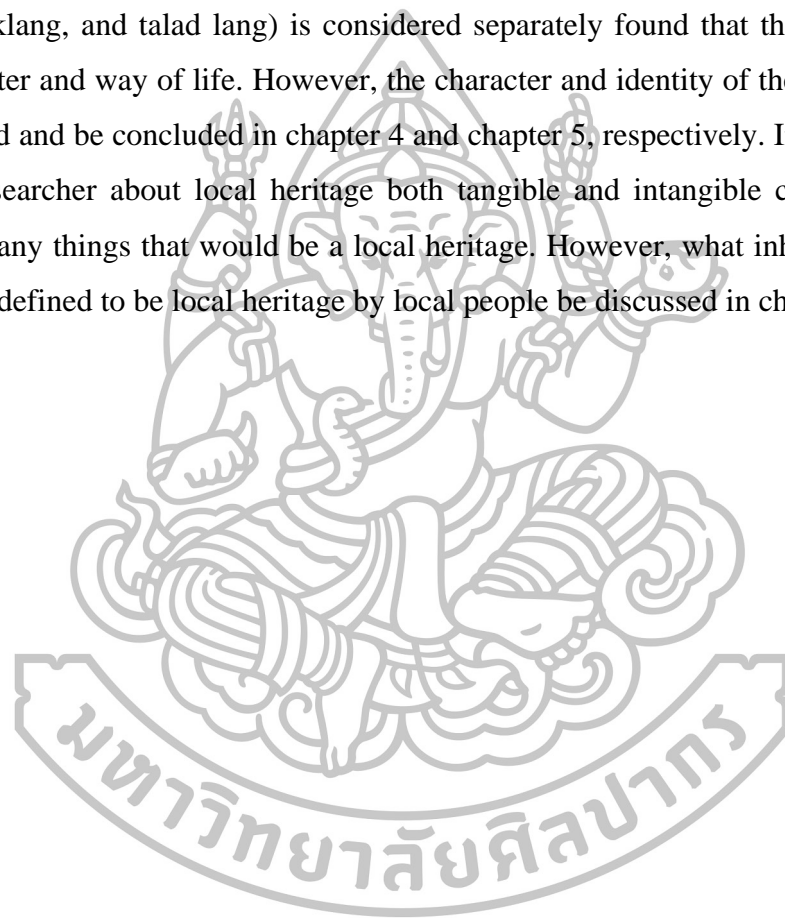 klang, and talad lang) is considered separately found that th
ter and way of life. However, the character and identity of the
d and be concluded in chapter 4 and chapter 5, respectively. I
searcher about local heritage both tangible and intangible c
any things that would be a local heritage. However, what inh
defined to be local heritage by local people be discussed in ch
มหาวิทยาลัยศิลปากร